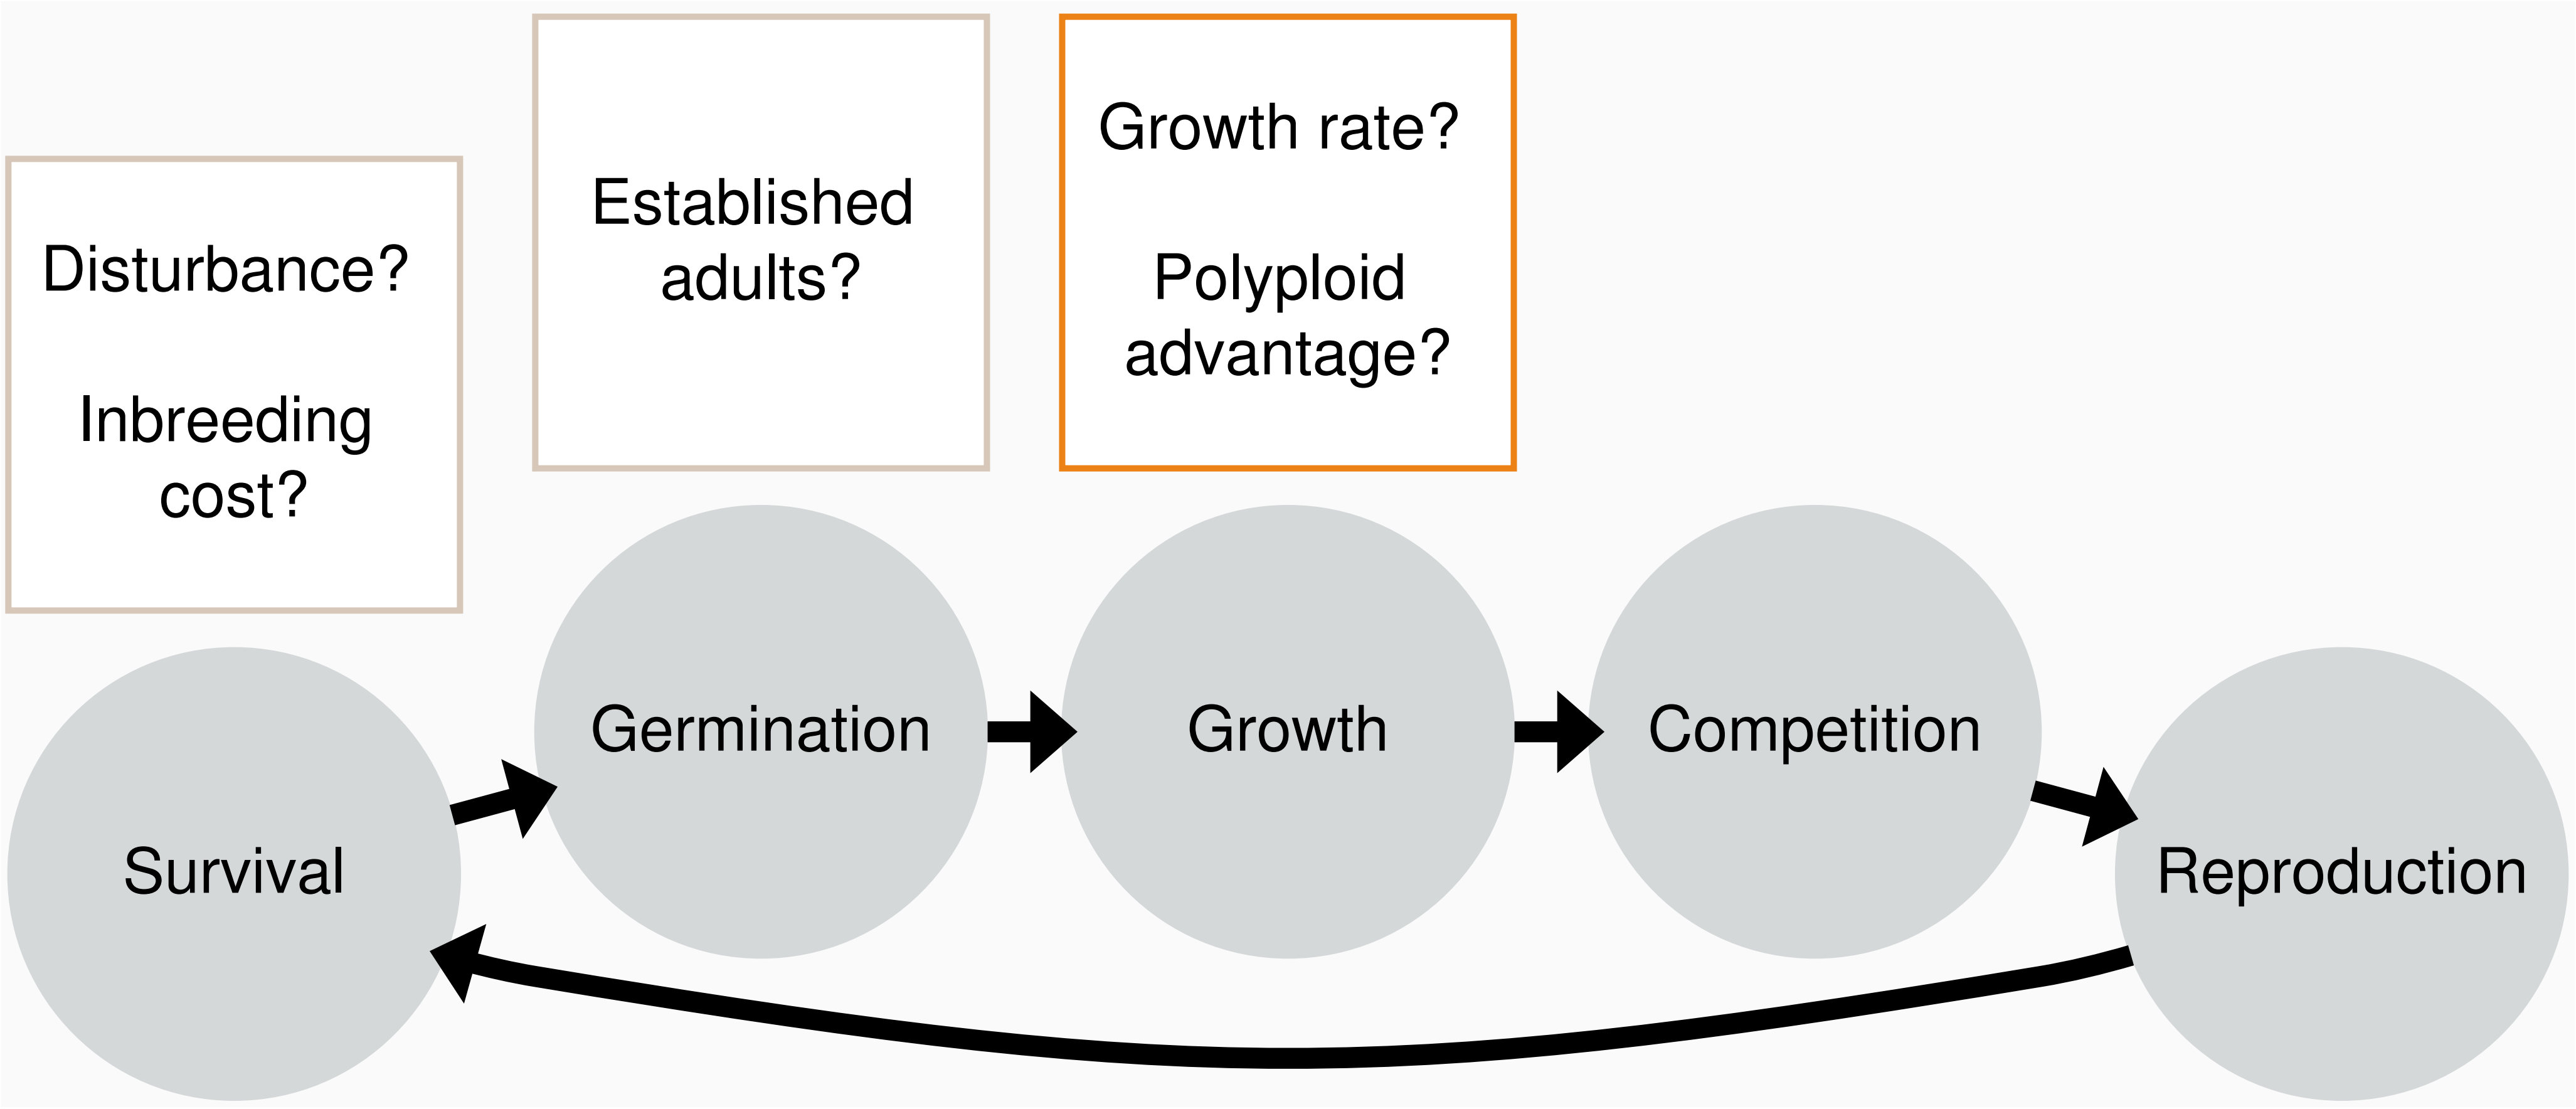 Disturbance?
Inbreeding
cost?
Established
adults?
Growth rate?
Polyploid
advantage?
Survival
Germination
Growth
Competition
Reproduction